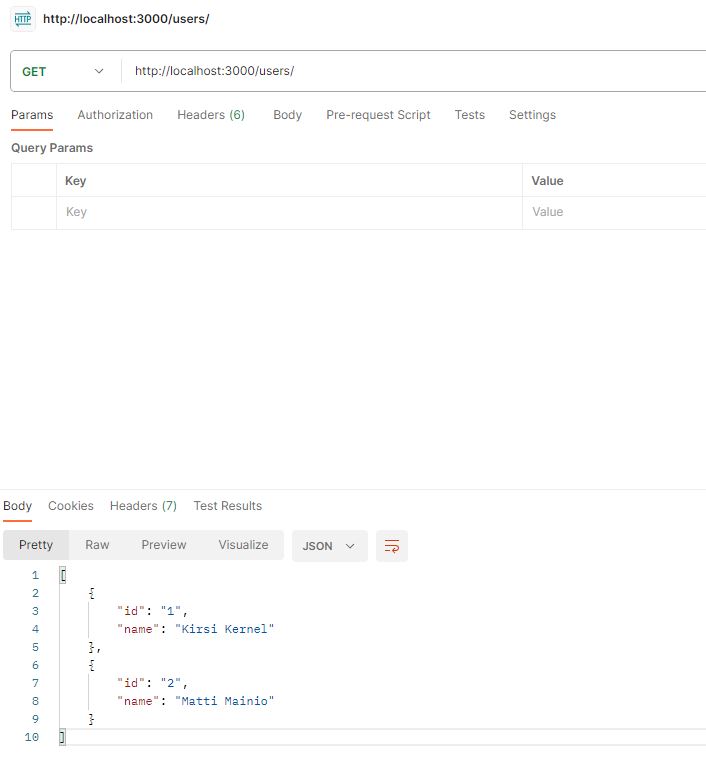 HTTP http://localhost:3000/users/
GET http://localhost:3000/users/
Params Authorization Headers (6) Body Pre-request Script Tests Settings
Query Params
Key Value
Key Value
Body Cookies Headers (7) Test Results
Pretty Raw Preview Visualize JSON
1 [
2 {
3 "id": "1",
4 "name": "Kirsi Kernel"
5 },
6 {
7 "id": "2",
8 "name": "Matti Mainio"
9 }
10 ]